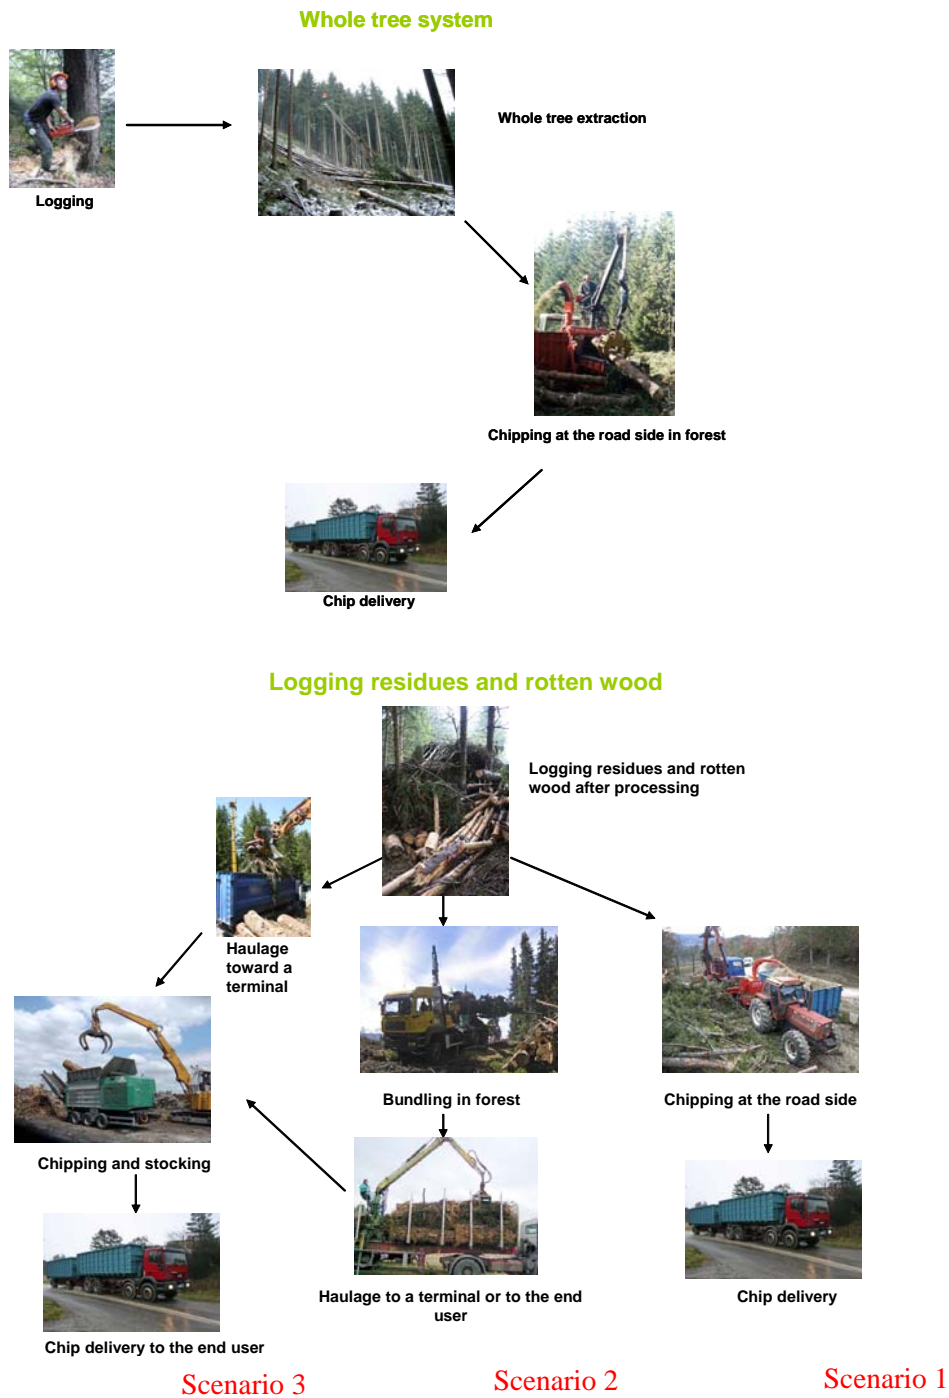 Whole tree system
Whole tree extraction
Logging
Chipping at the road side in forest
Chip delivery
Logging residues and rotten wood
Logging residues and rotten
wood after processing
Haulage
toward a
terminal
Bundling in forest
Chipping at the road side
Chipping and stocking
Haulage to a terminal or to the end
user
Chip delivery
Chip delivery to the end user
Scenario 3
Scenario 2
Scenario 1